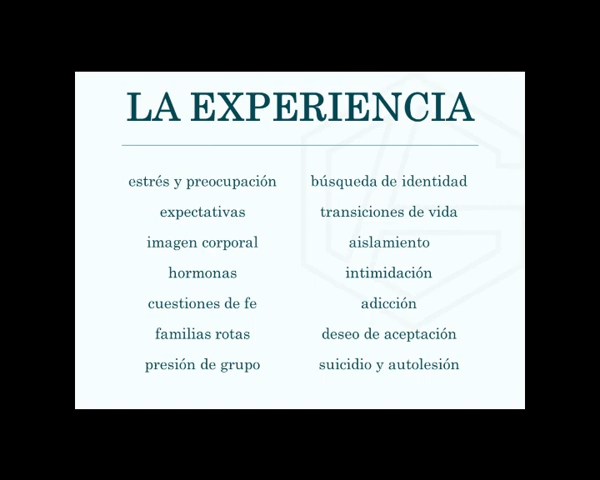 LA EXPERIENCIA
estrés y preocupación
expectativas
imagen corporal
hormonas
cuestiones de fe
familias rotas
presión de grupo
búsqueda de identidad
transiciones de vida
aislamiento
intimidación
adicción
deseo de aceptación
suicidio y autolesión